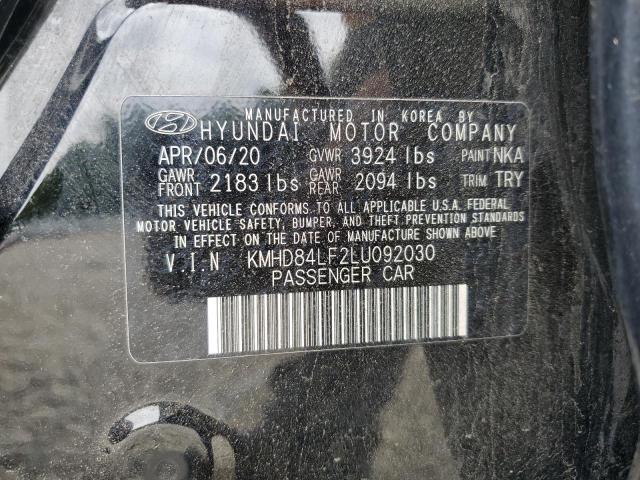 MANUFACTURED IN KOREA BY
HYUNDAI MOTOR COMPANY
APR/06/20 GVWR 3924 lbs PAINT NKA
GAWR FRONT 2183 lbs GAWR REAR 2094 lbs TRIM TRY
THIS VEHICLE CONFORMS TO ALL APPLICABLE U.S.A. FEDERAL
MOTOR VEHICLE SAFETY, BUMPER, AND THEFT PREVENTION STANDARDS
IN EFFECT ON THE DATE OF MANUFACTURE SHOWN ABOVE.
V.I.N KMHD84LF2LU092030
PASSENGER CAR